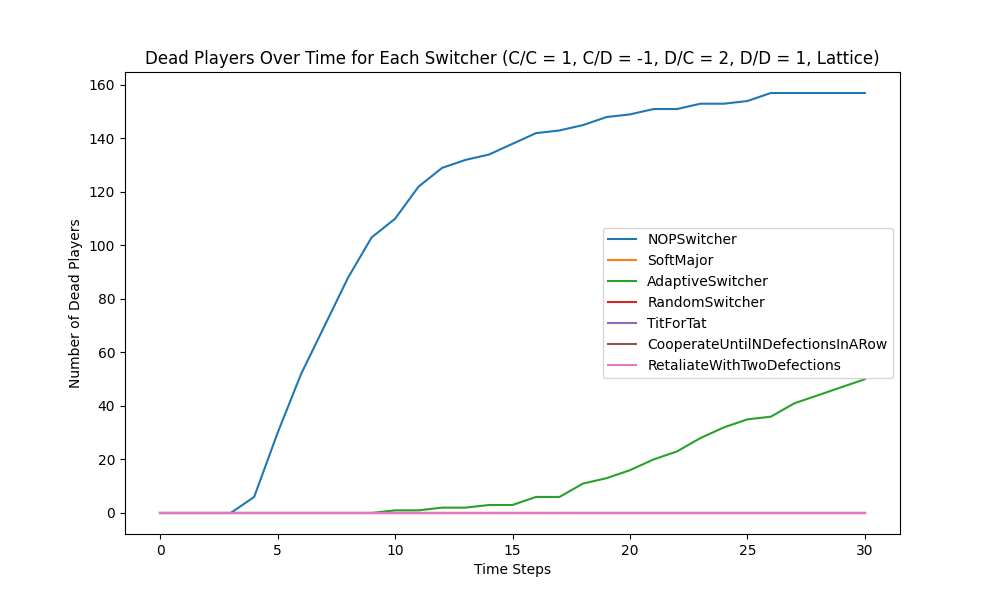 Dead Players Over Time for Each Switcher (C/C = 1, C/D = -1, D/C = 2, D/D = 1, Lattice)
Number of Dead Players
160
140
120
100
80
60
40
20
0
NOPSwitcher
SoftMajor
AdaptiveSwitcher
RandomSwitcher
TitForTat
CooperateUntilNDefectionsInARow
RetaliateWithTwoDefections
0 5 10 15 20 25 30
Time Steps